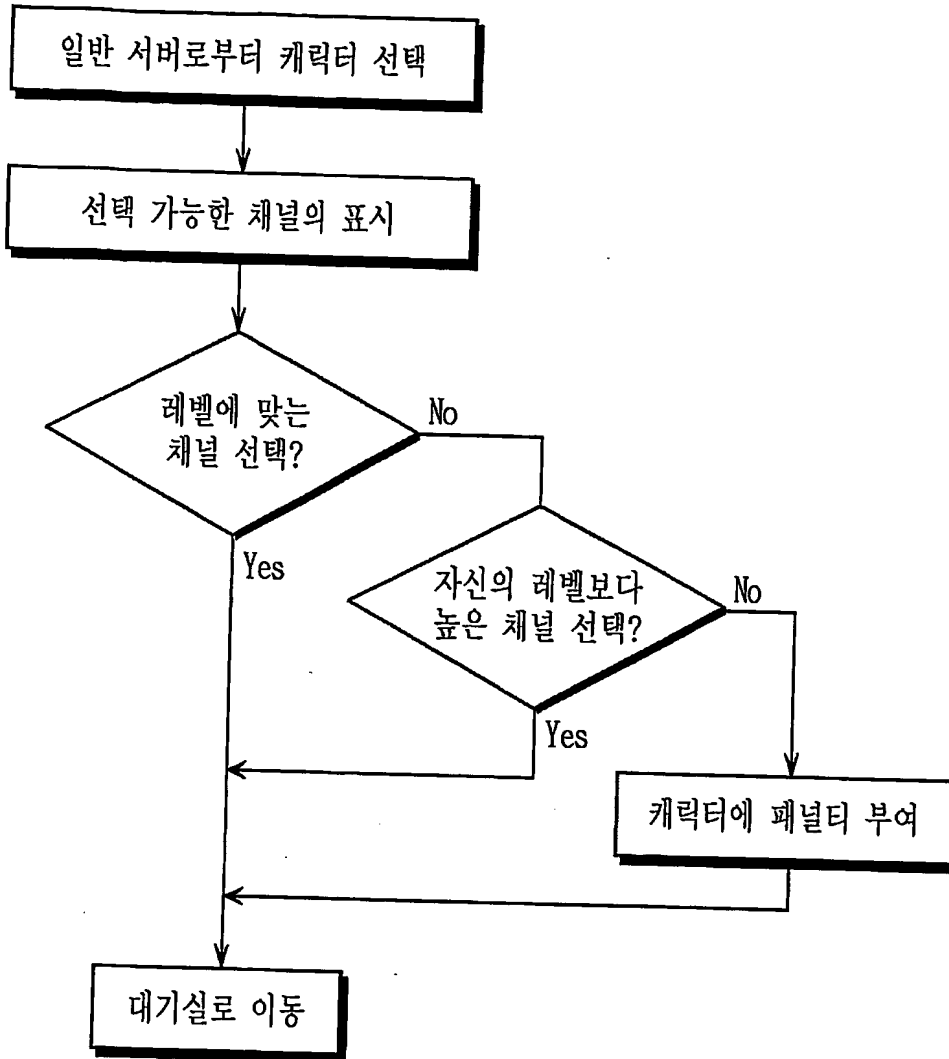 일반 서버로부터 캐릭터 선택
선택 가능한 채널의 표시
레벨에 맞는
채널 선택?
No
Yes
자신의 레벨보다
높은 채널 선택?
No
Yes
캐릭터에 패널티 부여
대기실로 이동